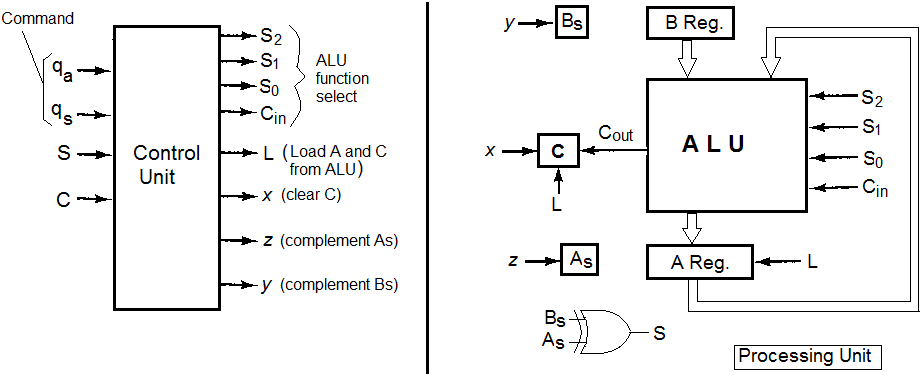 Command
qa
qs
S
C
Control
Unit
S2
S1
S0
Cin
ALU
function
select
L (Load A and C
from ALU)
x (clear C)
z (complement As)
y (complement Bs)
y
Bs
B Reg.
x
C
Cout
L
A L U
S2
S1
S0
Cin
z
As
A Reg.
L
Bs
As
S
Processing Unit